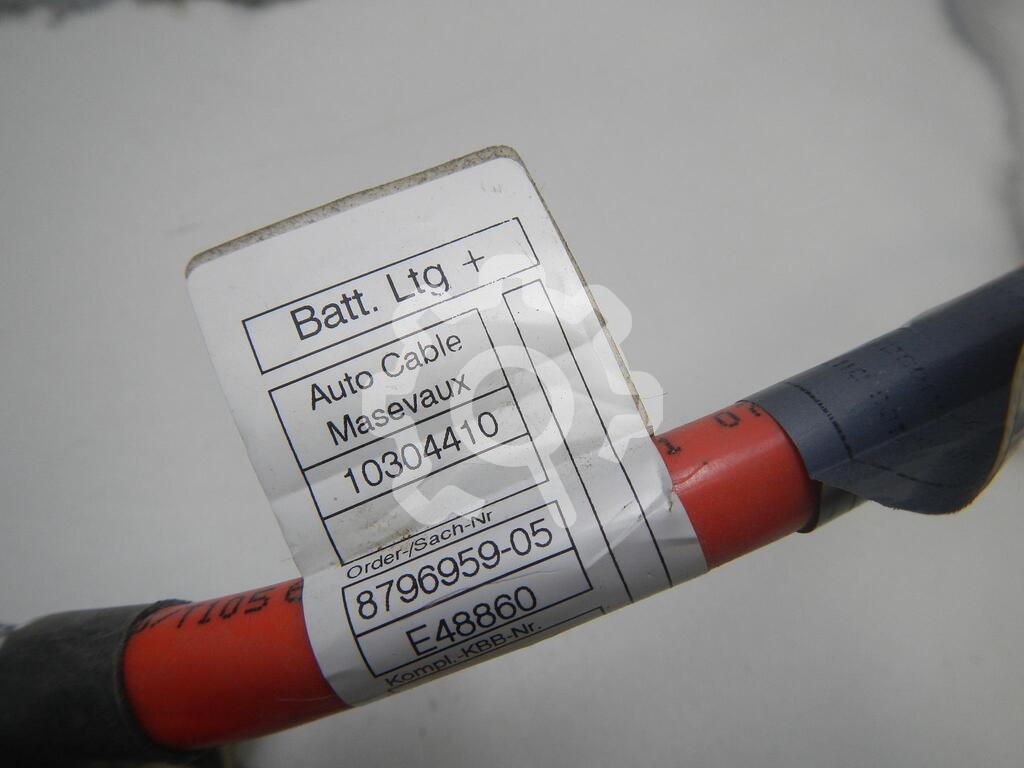 Batt. Ltg +
Auto Cable
Masevaux
10304410
Order-/Sach-Nr
8796959-05
E48860
Kompl.-KBB-Nr.